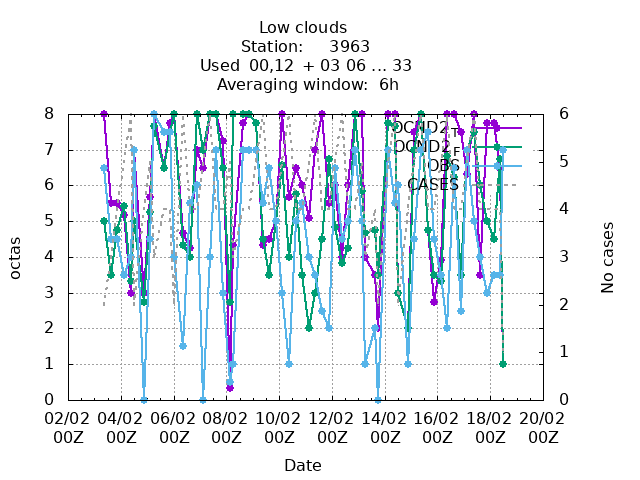 Low clouds
Station: 3963
Used 00,12 + 03 06 ... 33
Averaging window: 6h
8 6
7
6
5
4
3
2
1
0
5
4
3
2
1
0
octas
No cases
DCND2_T
DCND2_F
OBS
CASES
02/02 04/02 06/02 08/02 10/02 12/02 14/02 16/02 18/02 20/02
00Z 00Z 00Z 00Z 00Z 00Z 00Z 00Z 00Z 00Z
Date